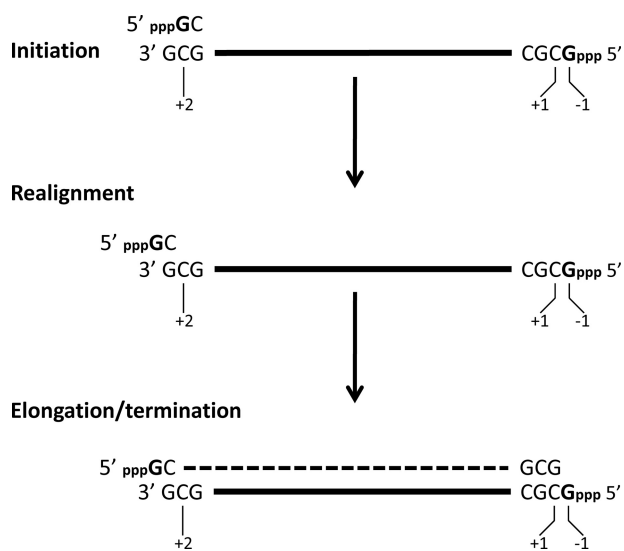 5’ pppGC
Initiation 3’ GCG CGCGppp 5’
+2 +1 -1
Realignment
5’ pppGC
3’ GCG CGCGppp 5’
+2 +1 -1
Elongation/termination
5’ pppGC GCG
3’ GCG CGCGppp 5’
+2 +1 -1